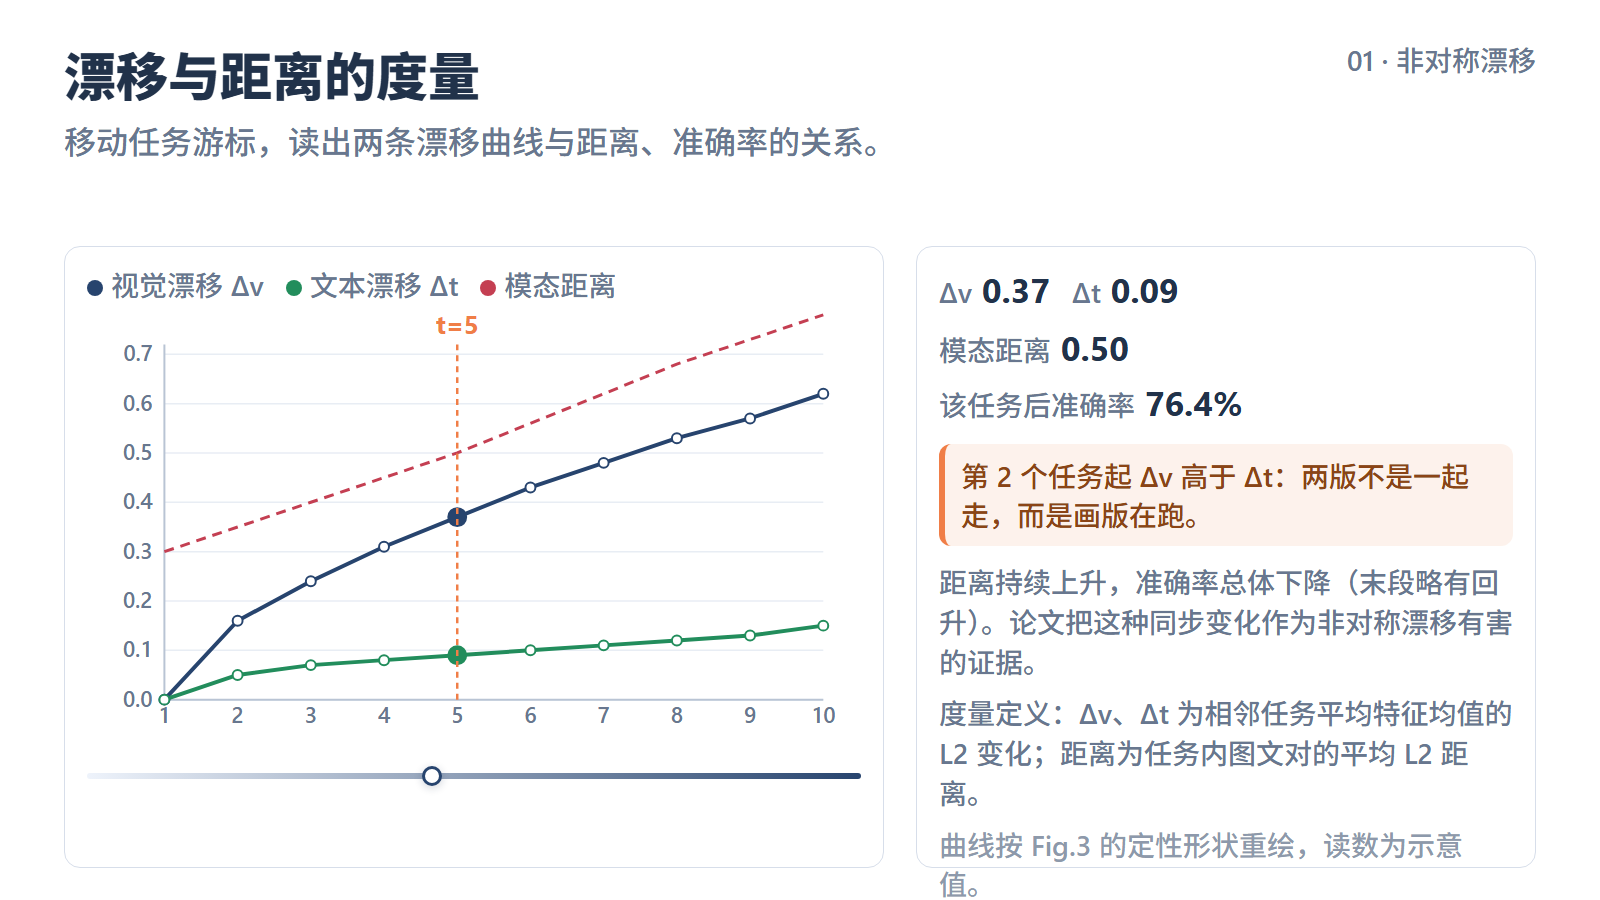 漂移与距离的度量
01 · 非对称漂移
移动任务游标，读出两条漂移曲线与距离、准确率的关系。
视觉漂移 Δv 文本漂移 Δt 模态距离
t=5
0.7
0.6
0.5
0.4
0.3
0.2
0.1
0.0
1 2 3 4 5 6 7 8 9 10
Δv 0.37 Δt 0.09
模态距离 0.50
该任务后准确率 76.4%
第 2 个任务起 Δv 高于 Δt：两版不是一起
走，而是画版在跑。
距离持续上升，准确率总体下降（末段略有回
升）。论文把这种同步变化作为非对称漂移有害
的证据。
度量定义：Δv、Δt 为相邻任务平均特征均值的
L2 变化；距离为任务内图文对的平均 L2 距
离。
曲线按 Fig.3 的定性形状重绘，读数为示意
值。